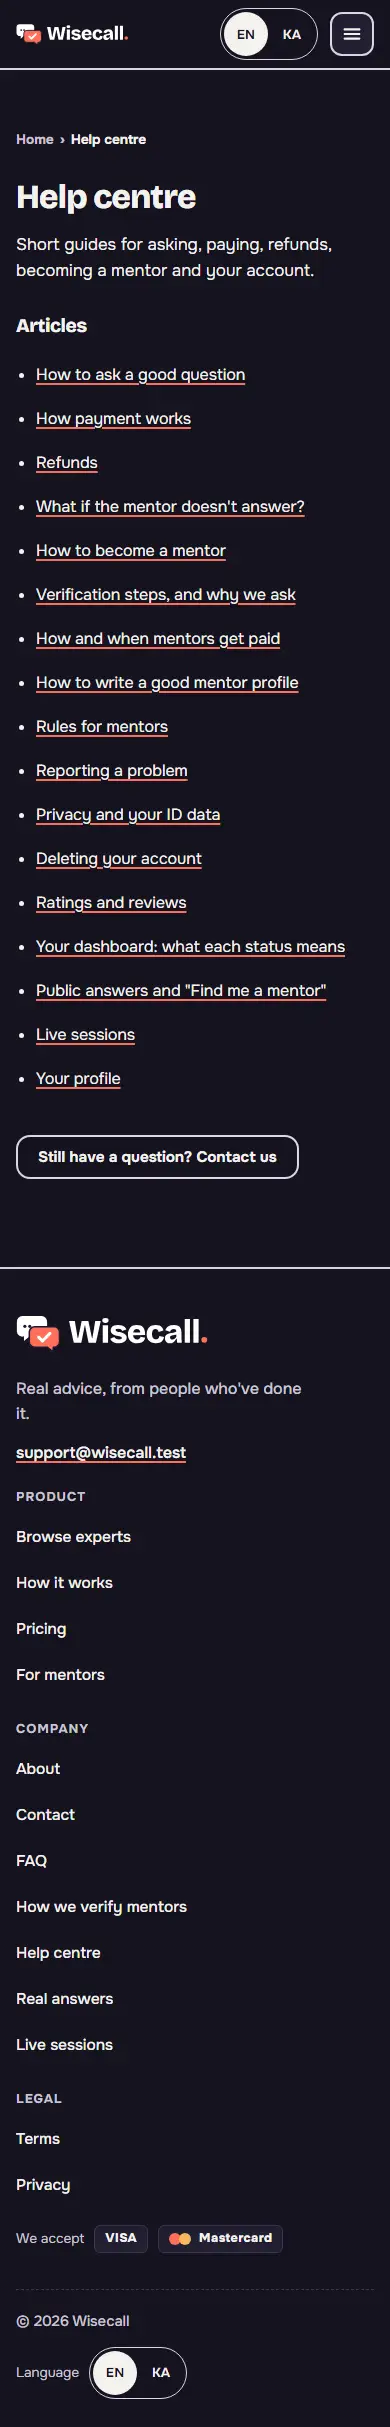 Wisecall.
EN KA
Home › Help centre
Help centre
Short guides for asking, paying, refunds,
becoming a mentor and your account.
Articles
• How to ask a good question
• How payment works
• Refunds
• What if the mentor doesn't answer?
• How to become a mentor
• Verification steps, and why we ask
• How and when mentors get paid
• How to write a good mentor profile
• Rules for mentors
• Reporting a problem
• Privacy and your ID data
• Deleting your account
• Ratings and reviews
• Your dashboard: what each status means
• Public answers and "Find me a mentor"
• Live sessions
• Your profile
Still have a question? Contact us
Wisecall.
Real advice, from people who've done
it.
support@wisecall.test
PRODUCT
Browse experts
How it works
Pricing
For mentors
COMPANY
About
Contact
FAQ
How we verify mentors
Help centre
Real answers
Live sessions
LEGAL
Terms
Privacy
We accept VISA Mastercard
© 2026 Wisecall
Language EN KA